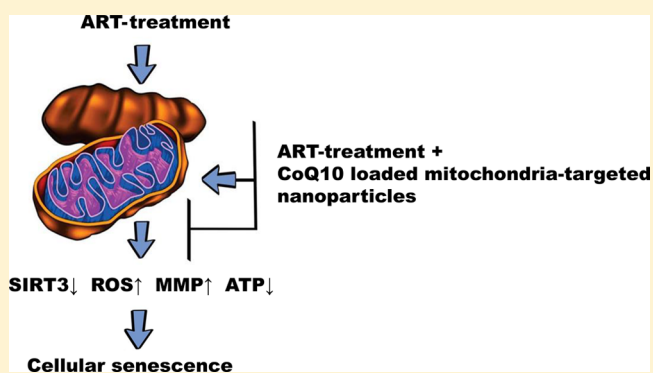 ART-treatment
ART-treatment +
CoQ10 loaded mitochondria-targeted
nanoparticles
SIRT3↓ ROS↑ MMP↑ ATP↓
Cellular senescence